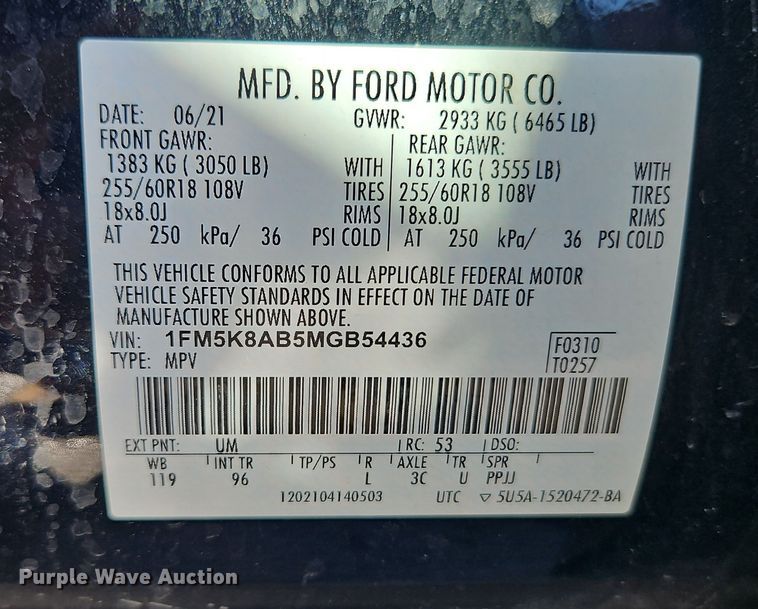 MFD. BY FORD MOTOR CO.
DATE: 06/21 GVWR: 2933 KG ( 6465 LB)
FRONT GAWR: REAR GAWR:
1383 KG ( 3050 LB) WITH 1613 KG ( 3555 LB) WITH
255/60R18 108V TIRES 255/60R18 108V TIRES
18x8.0J RIMS 18x8.0J RIMS
AT 250 kPa/ 36 PSI COLD AT 250 kPa/ 36 PSI COLD
THIS VEHICLE CONFORMS TO ALL APPLICABLE FEDERAL MOTOR
VEHICLE SAFETY STANDARDS IN EFFECT ON THE DATE OF
MANUFACTURE SHOWN ABOVE.
VIN: 1FM5K8AB5MGB54436 F0310
TYPE: MPV T0257
EXT PNT: UM RC: 53 DSO:
WB INT TR TP/PS R AXLE TR SPR
119 96 L 3C U PPJJ
1202104140503 UTC ▽ 5U5A-1520472-BA
Purple Wave Auction